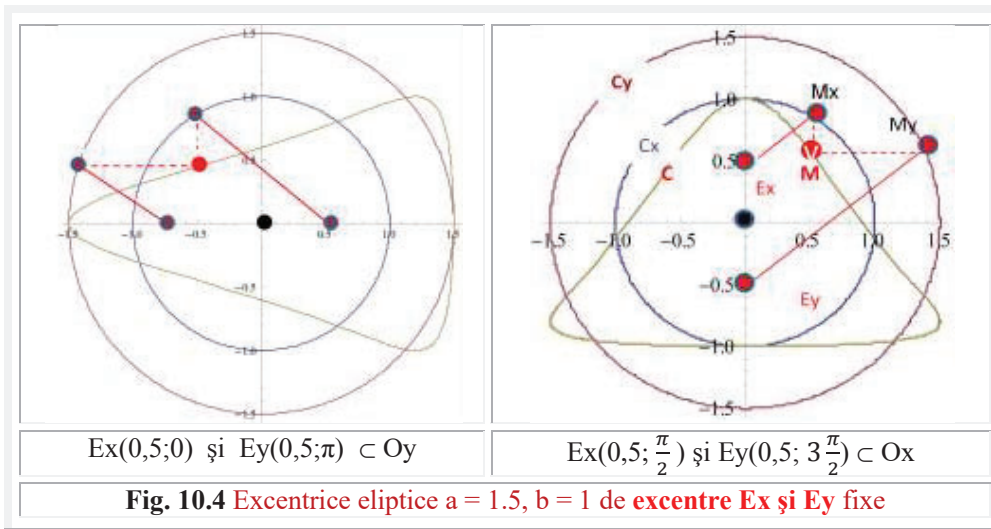 1.5
1.0
0.5
−1.5
−1.0
−0.5
0.5
1.0
1.5
−0.5
−1.0
−1.5
1.5
Cy
1.0
Mx
My
Cx
0.5
C
M
Ex
−1.5
−1.0
−0.5
0.5
1.0
1.5
−0.5
Ey
−1.0
−1.5
Ex(0,5;0) şi Ey(0,5;π) ⊂ Oy
Ex(0,5; π/2 ) şi Ey(0,5; 3 π/2) ⊂ Ox
Fig. 10.4 Excentrice eliptice a = 1.5, b = 1 de excentre Ex şi Ey fixe